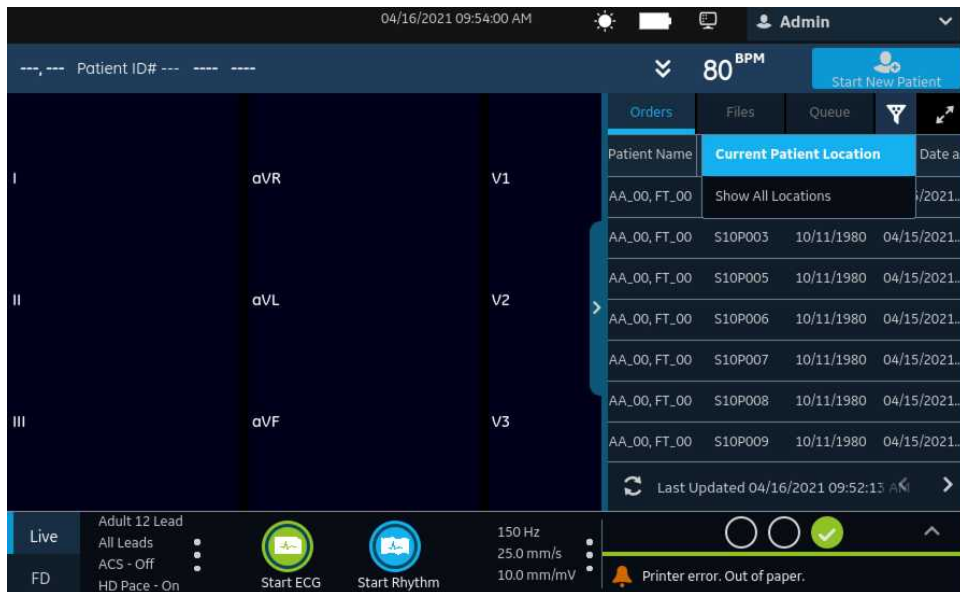 04/16/2021 09:54:00 AM
Admin
---, --- Patient ID# --- ---- ----
80 BPM
Start New Patient
Orders Files Queue
Patient Name Date a
Current Patient Location
Show All Locations
I aVR V1
AA_00, FT_00 /2021..
AA_00, FT_00 S10P003 10/11/1980 04/15/2021..
AA_00, FT_00 S10P005 10/11/1980 04/15/2021..
II aVL V2
AA_00, FT_00 S10P006 10/11/1980 04/15/2021..
AA_00, FT_00 S10P007 10/11/1980 04/15/2021..
AA_00, FT_00 S10P008 10/11/1980 04/15/2021..
III aVF V3
AA_00, FT_00 S10P009 10/11/1980 04/15/2021..
Last Updated 04/16/2021 09:52:13 AM
Live
FD
Adult 12 Lead
All Leads
ACS - Off
HD Pace - On
Start ECG
Start Rhythm
150 Hz
25.0 mm/s
10.0 mm/mV
Printer error. Out of paper.